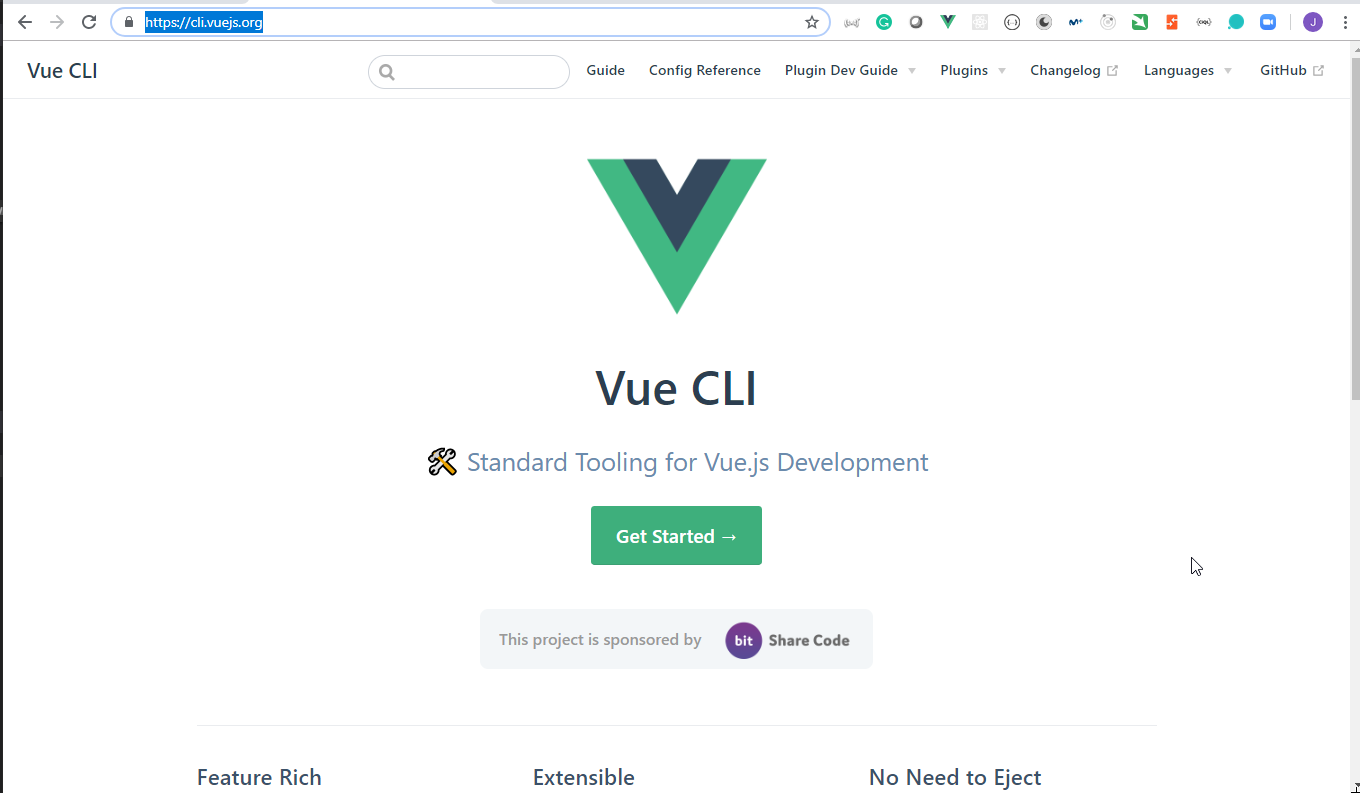 https://cli.vuejs.org
J
Vue CLI
Guide
Config Reference
Plugin Dev Guide
Plugins
Changelog
Languages
GitHub
Vue CLI
🛠️ Standard Tooling for Vue.js Development
Get Started →
This project is sponsored by
bit Share Code
Feature Rich
Extensible
No Need to Eject